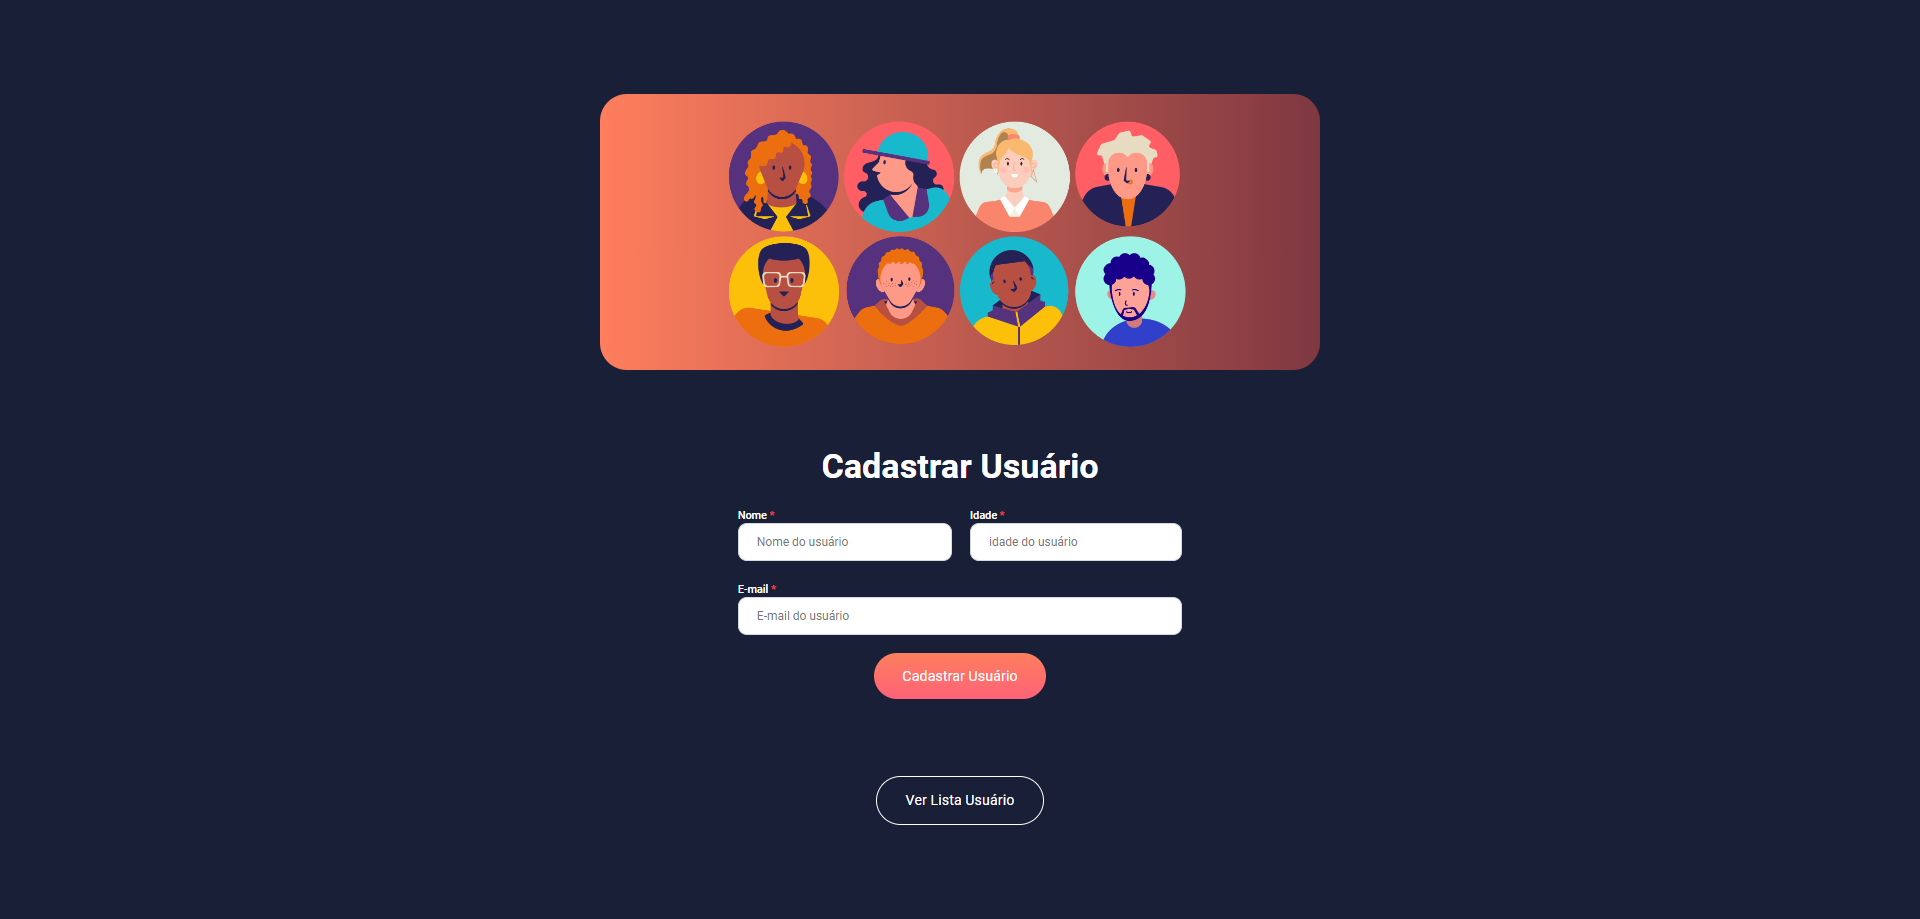 Cadastrar Usuário
Nome *
Idade *
Nome do usuário
idade do usuário
E-mail *
E-mail do usuário
Cadastrar Usuário
Ver Lista Usuário